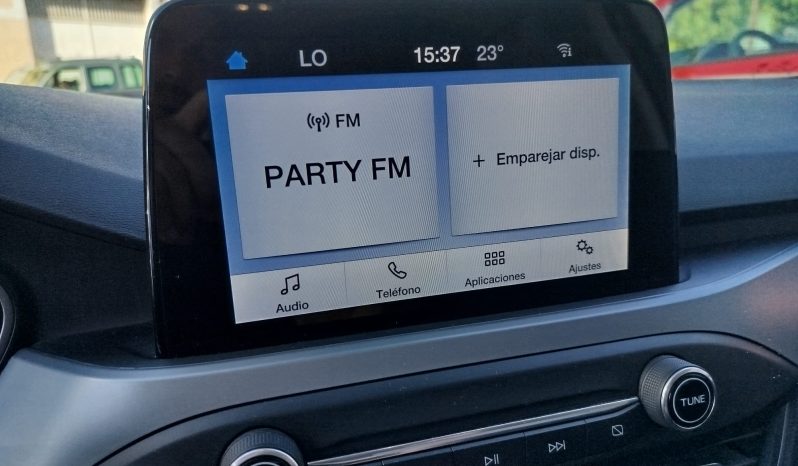 LO 15:37 23°
FM
PARTY FM
+ Emparejar disp.
Audio Teléfono Aplicaciones Ajustes
TUNE